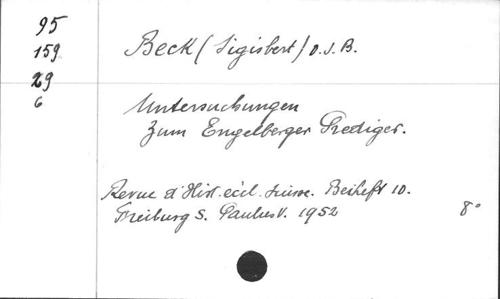 95
159
29
6
Beck (Sigisbert) O.S.B.
Untersuchungen
zum Engelberger Prediger.
Revue d'Hist. eccl. suisse. Beiheft 10.
Freiburg S. PaulusV. 1952 8°